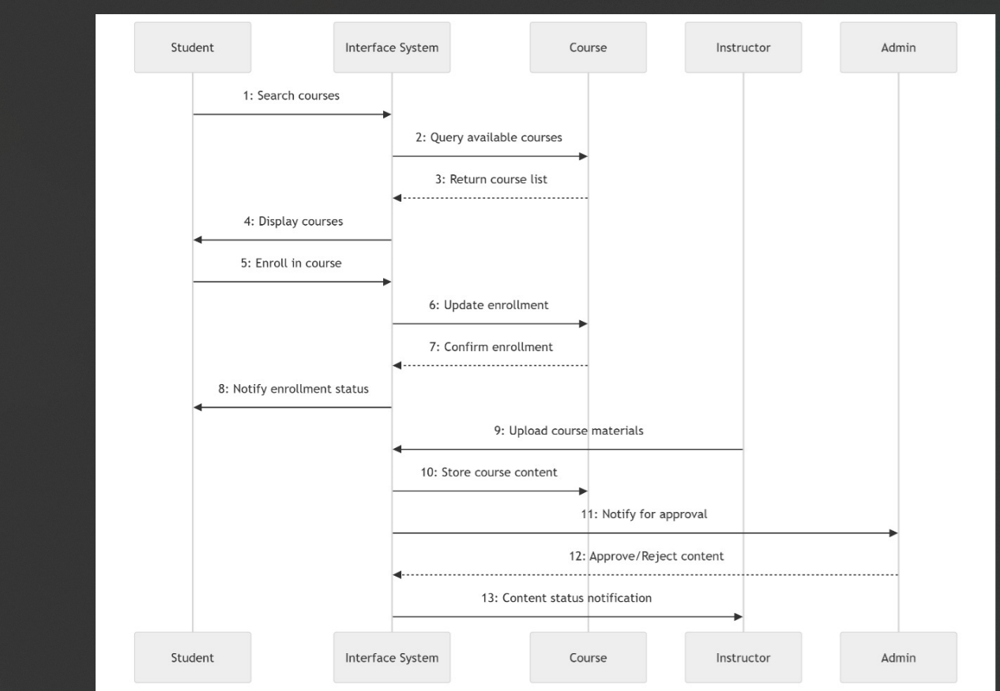 Student
Interface System
Course
Instructor
Admin
1: Search courses
2: Query available courses
3: Return course list
4: Display courses
5: Enroll in course
6: Update enrollment
7: Confirm enrollment
8: Notify enrollment status
9: Upload course materials
10: Store course content
11: Notify for approval
12: Approve/Reject content
13: Content status notification
Student
Interface System
Course
Instructor
Admin